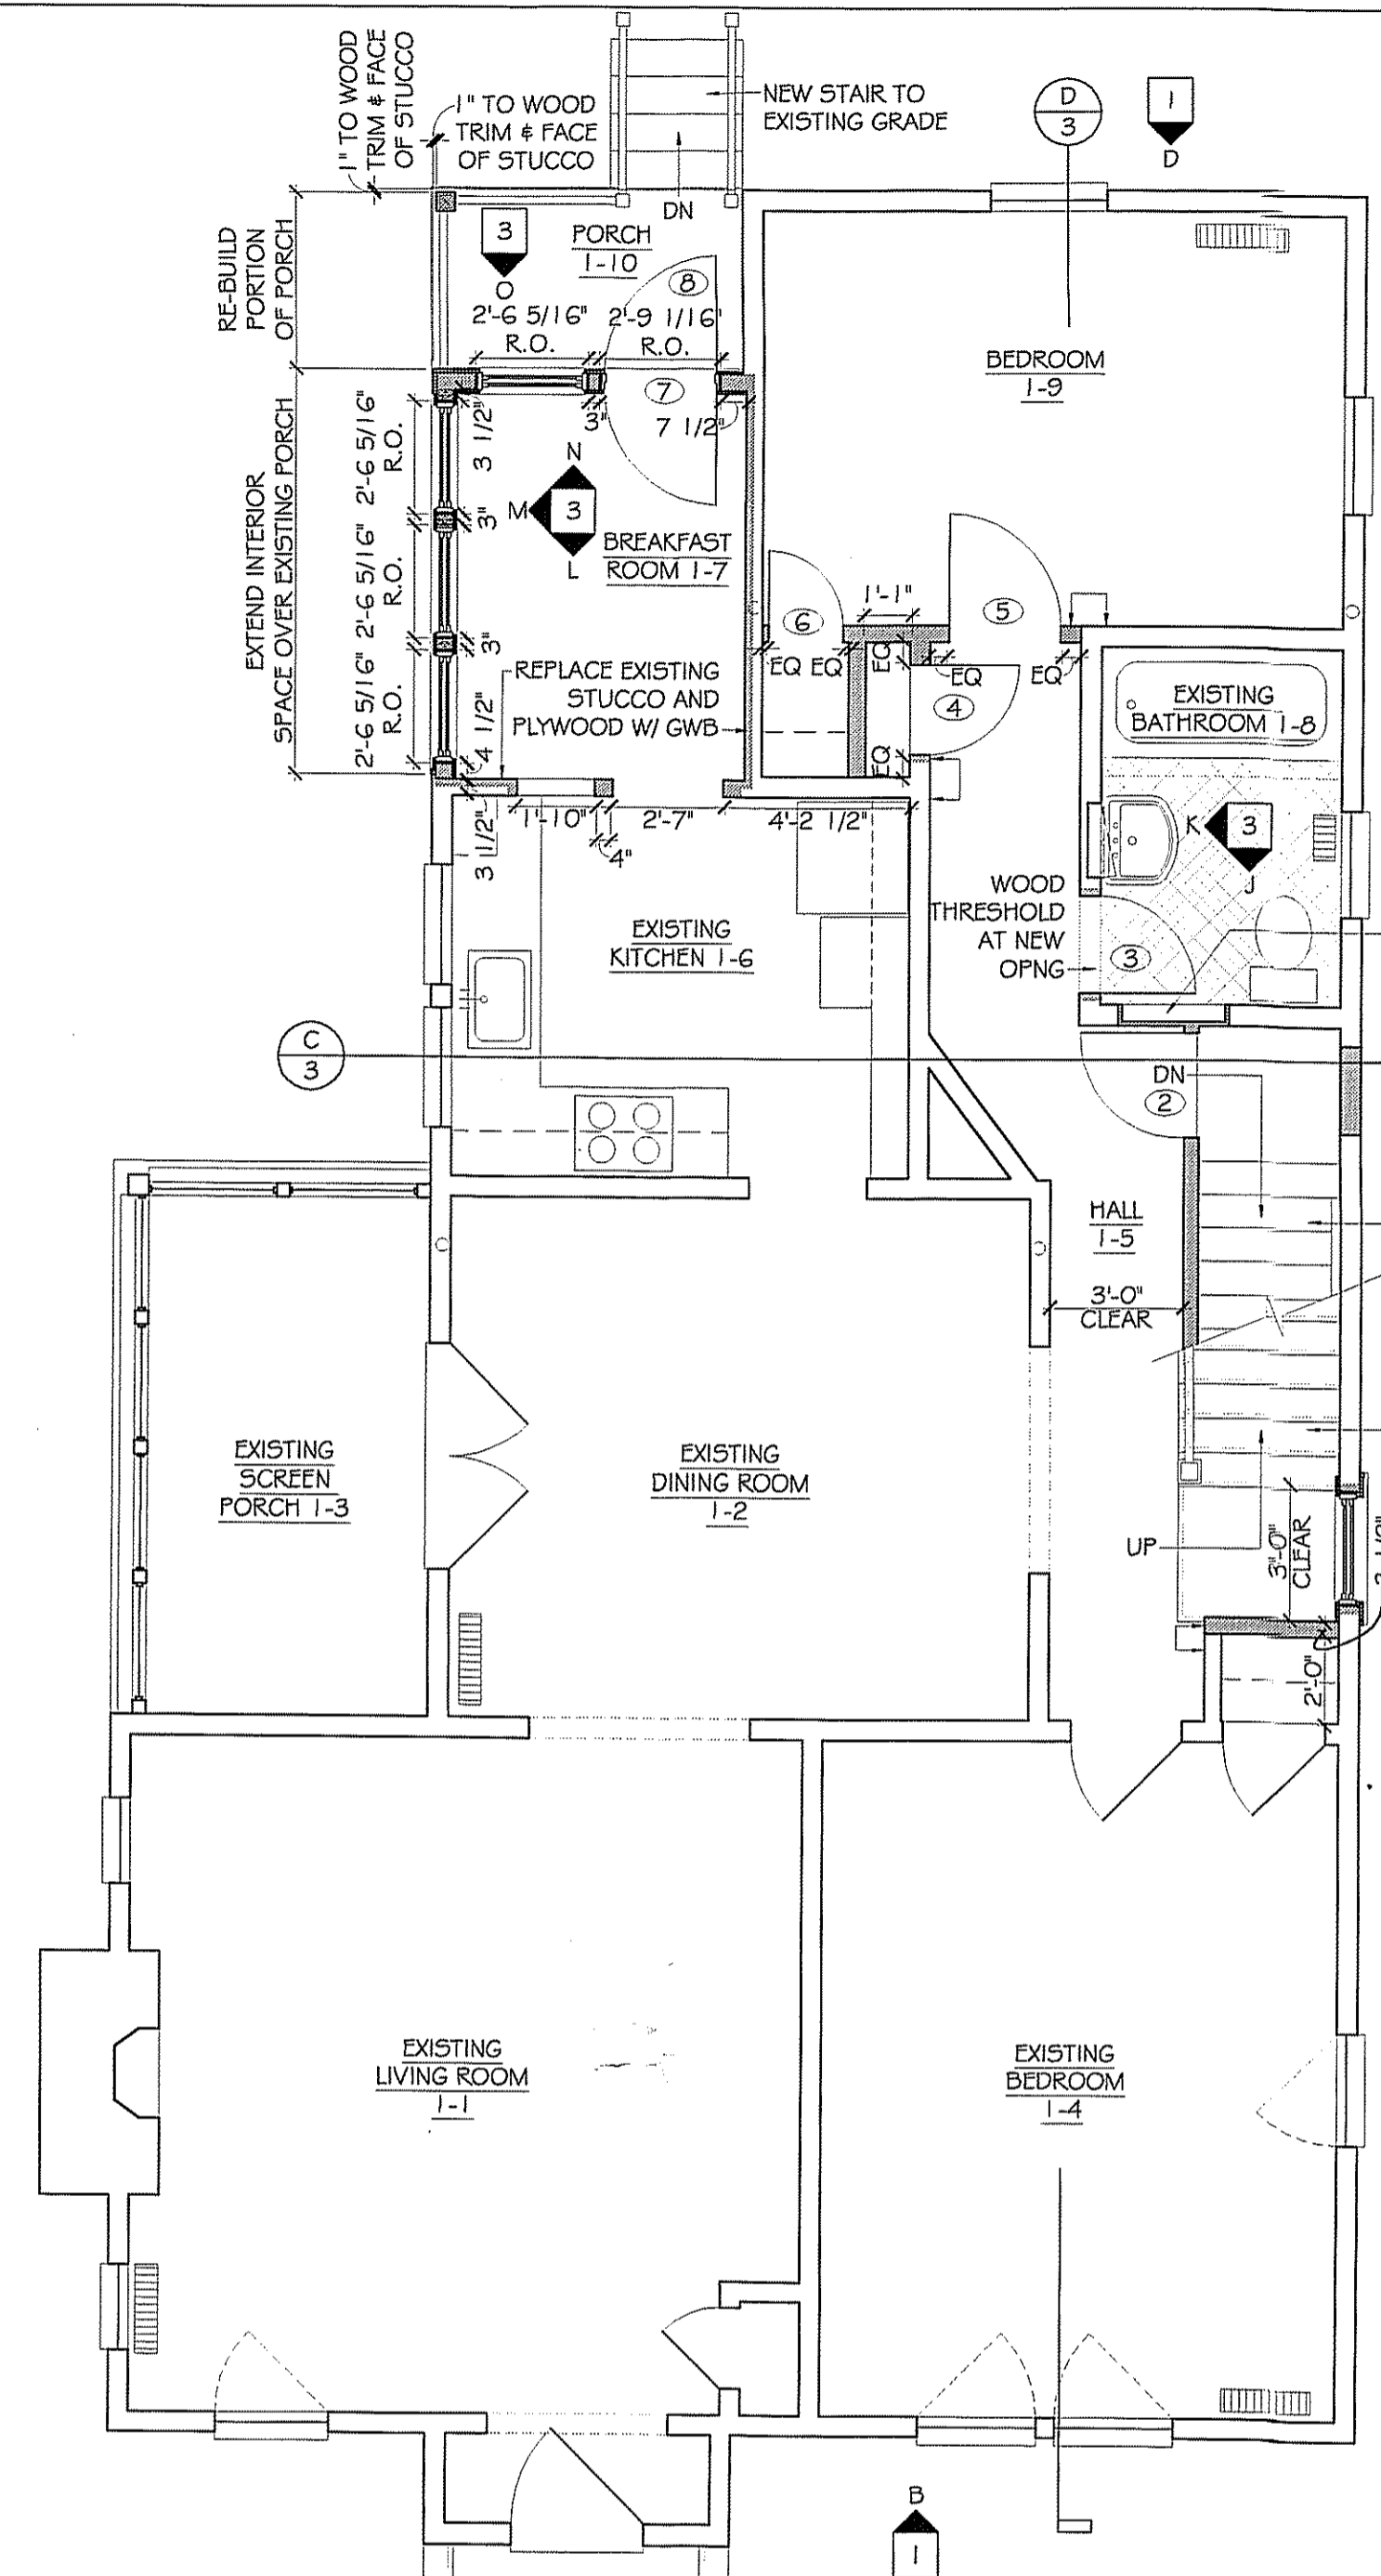 1" TO WOOD
TRIM & FACE
OF STUCCO
1" TO WOOD
TRIM & FACE
OF STUCCO
NEW STAIR TO
EXISTING GRADE
DN
D
3
1
D
RE-BUILD
PORTION
OF PORCH
3
O
PORCH
1-10
8
2'-6 5/16"
R.O.
2'-9 1/16"
R.O.
BEDROOM
1-9
EXTEND INTERIOR
SPACE OVER EXISTING PORCH
2'-6 5/16"
R.O.
2'-6 5/16"
R.O.
2'-6 5/16"
R.O.
3 1/2"
3"
3"
4 1/2"
3"
7
7 1/2"
N
M
3
L
BREAKFAST
ROOM 1-7
REPLACE EXISTING
STUCCO AND
PLYWOOD W/ GWB
6
1'-1"
5
EQ
EQ
EQ
EQ
EQ
EQ
4
EXISTING
BATHROOM 1-8
3 1/2"
1'-10"
4"
2'-7"
4'-2 1/2"
K
3
J
WOOD
THRESHOLD
AT NEW
OPNG
3
EXISTING
KITCHEN 1-6
C
3
DN
2
HALL
1-5
3'-0"
CLEAR
EXISTING
SCREEN
PORCH 1-3
EXISTING
DINING ROOM
1-2
UP
3'-0"
CLEAR
2'-0"
EXISTING
LIVING ROOM
1-1
EXISTING
BEDROOM
1-4
B
1